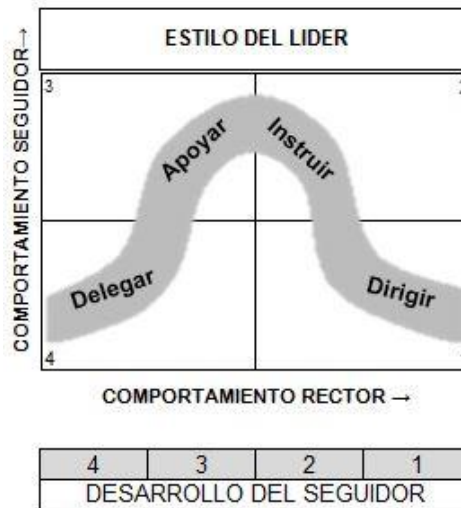 ESTILO DEL LIDER
COMPORTAMIENTO SEGUIDOR→
3
Apoyar
Instruir
Delegar
Dirigir
4
COMPORTAMIENTO RECTOR →
4 3 2 1
DESARROLLO DEL SEGUIDOR